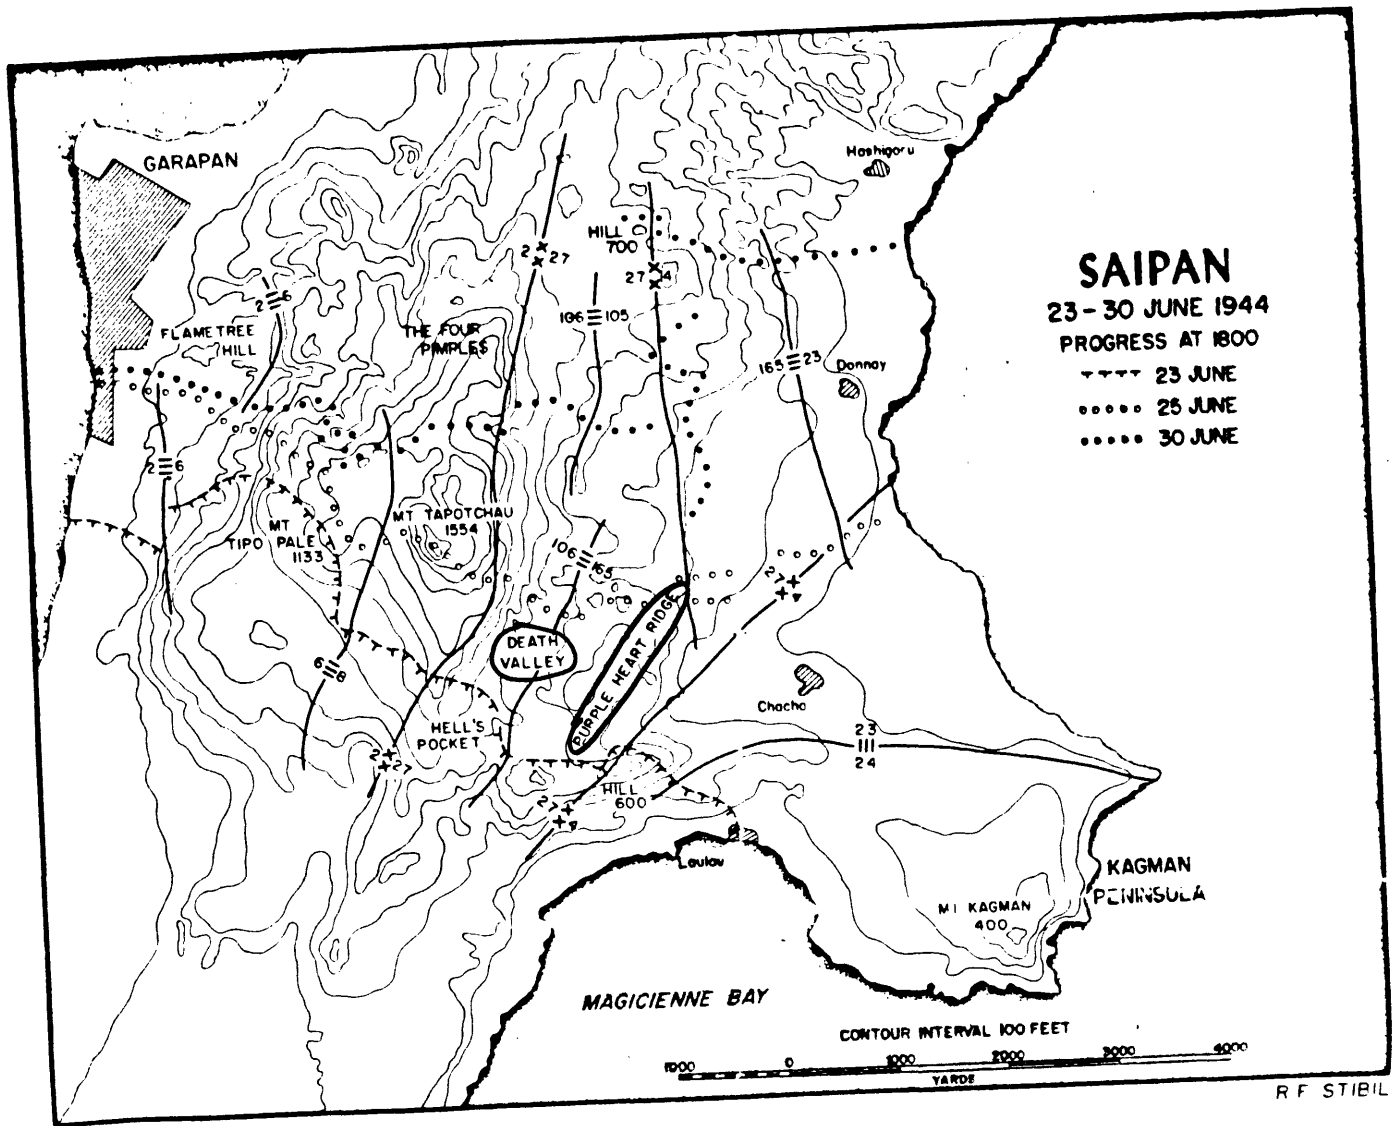 GARAPAN
Hashigoru
HILL
700
2 27
27 4
SAIPAN
23-30 JUNE 1944
PROGRESS AT 1800
23 JUNE
25 JUNE
30 JUNE
2 6
106 105
FLAMETREE
HILL
THE FOUR
PIMPLES
165 23
Donnay
2 6
MT
TIPO PALE
1133
MT TAPOTCHAU
1554
106 165
27
4
DEATH
VALLEY
PURPLE HEART RIDGE
6 8
Chacha
HELL'S
POCKET
23
24
2 27
HILL
600
27
4
Laulau
KAGMAN
PENINSULA
MT KAGMAN
400
MAGICIENNE BAY
CONTOUR INTERVAL 100 FEET
1000 0 1000 2000 3000 4000
YARDS
R F STIBIL